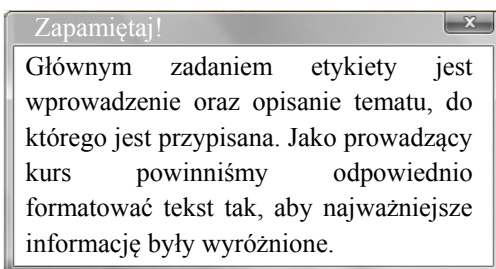 Zapamiętaj!
Głównym zadaniem etykiety jest
wprowadzenie oraz opisanie tematu, do
którego jest przypisana. Jako prowadzący
kurs powinniśmy odpowiednio
formatować tekst tak, aby najważniejsze
informację były wyróżnione.